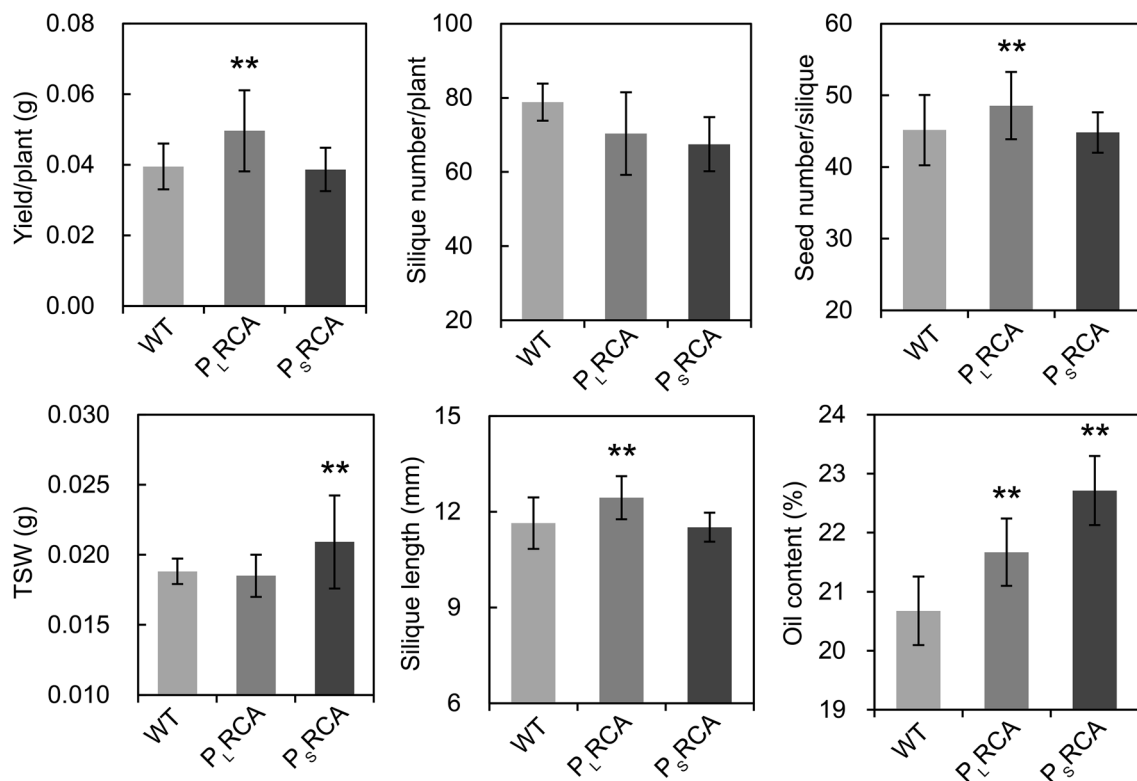 Yield/plant (g)
0.08
0.06
0.04
0.02
0.00
**
WT
PLRCA
PSRCA
Silique number/plant
100
80
60
40
20
WT
PLRCA
PSRCA
Seed number/silique
60
50
40
30
20
**
WT
PLRCA
PSRCA
TSW (g)
0.030
0.025
0.020
0.015
0.010
**
WT
PLRCA
PSRCA
Silique length (mm)
15
12
9
6
**
WT
PLRCA
PSRCA
Oil content (%)
24
23
22
21
20
19
**
**
WT
PLRCA
PSRCA